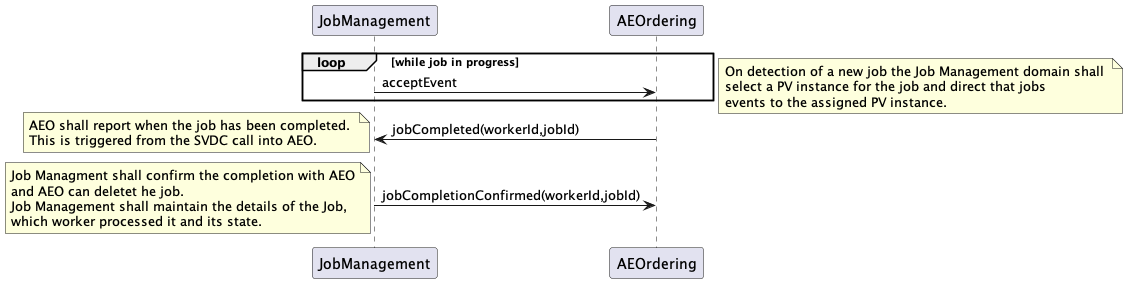 JobManagement
AEOrdering
loop
[while job in progress]
acceptEvent
On detection of a new job the Job Management domain shall
select a PV instance for the job and direct that jobs
events to the assigned PV instance.
AEO shall report when the job has been completed.
This is triggered from the SVDC call into AEO.
jobCompleted(workerId,jobId)
Job Managment shall confirm the completion with AEO
and AEO can deletet he job.
Job Management shall maintain the details of the Job,
which worker processed it and its state.
jobCompletionConfirmed(workerId,jobId)
JobManagement
AEOrdering